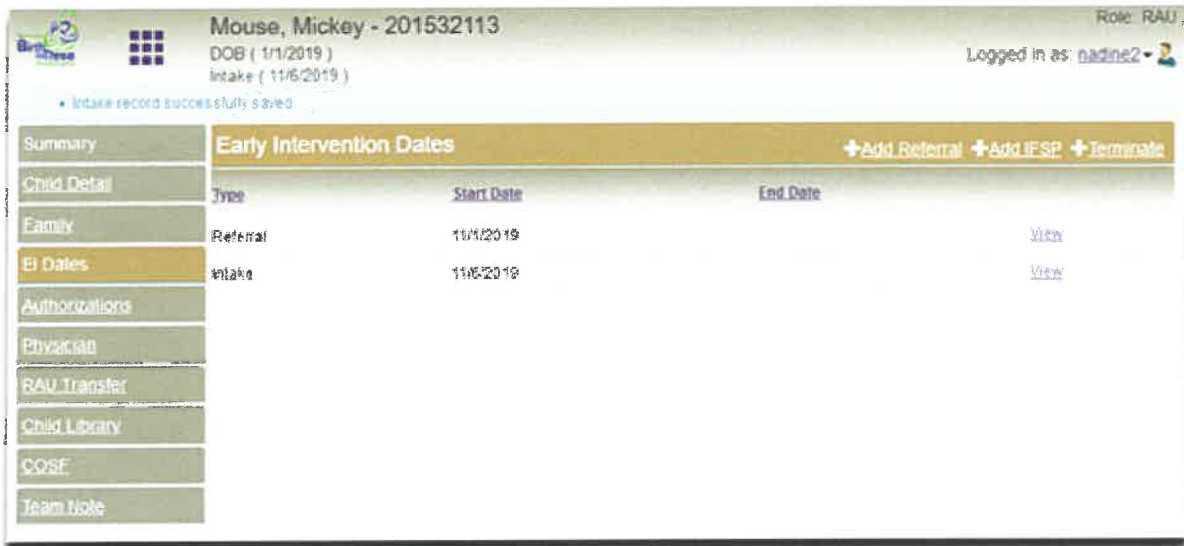 Birth Three
Mouse, Mickey - 201532113
Role: RAU
DOB ( 1/1/2019 )
Logged in as: nadine2
Intake ( 11/6/2019 )
Intake record successfully saved
Summary
Early Intervention Dates
+Add Referral +Add IFSP +Terminate
Child Detail
Type Start Date End Date
Family
Referral 11/1/2019 View
EI Dates
Intake 11/6/2019 View
Authorizations
Physician
RAU Transfer
Child Library
COSF
Team Note